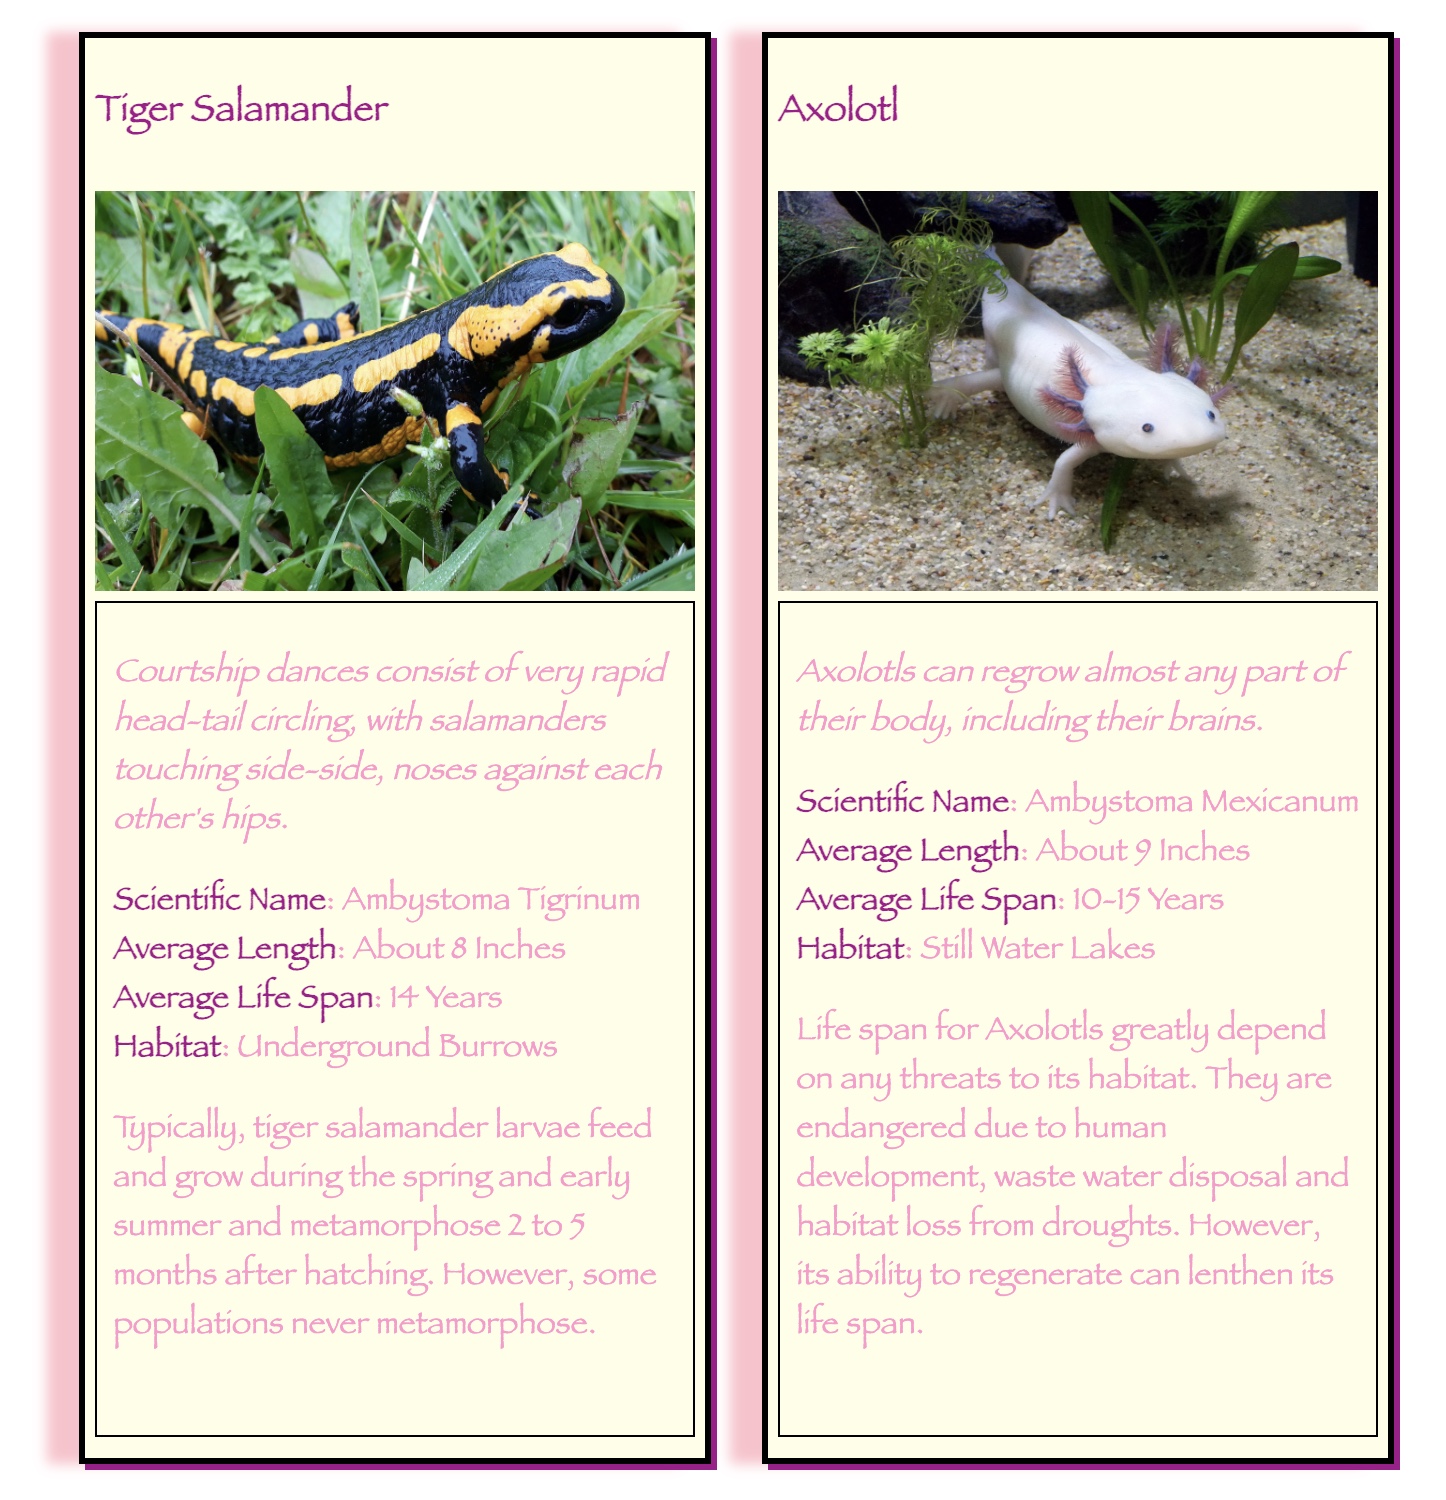 Tiger Salamander
Courtship dances consist of very rapid
head-tail circling, with salamanders
touching side-side, noses against each
other's hips.
Scientific Name: Ambystoma Tigrinum
Average Length: About 8 Inches
Average Life Span: 14 Years
Habitat: Underground Burrows
Typically, tiger salamander larvae feed
and grow during the spring and early
summer and metamorphose 2 to 5
months after hatching. However, some
populations never metamorphose.
Axolotl
Axolotls can regrow almost any part of
their body, including their brains.
Scientific Name: Ambystoma Mexicanum
Average Length: About 9 Inches
Average Life Span: 10-15 Years
Habitat: Still Water Lakes
Life span for Axolotls greatly depend
on any threats to its habitat. They are
endangered due to human
development, waste water disposal and
habitat loss from droughts. However,
its ability to regenerate can lenthen its
life span.